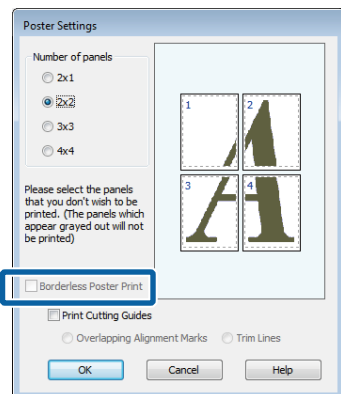 Poster Settings
Number of panels
2x1
2x2
3x3
4x4
1 2
3 4
Please select the panels
that you don't wish to be
printed. (The panels which
appear grayed out will not
be printed)
Borderless Poster Print
Print Cutting Guides
Overlapping Alignment Marks Trim Lines
OK Cancel Help